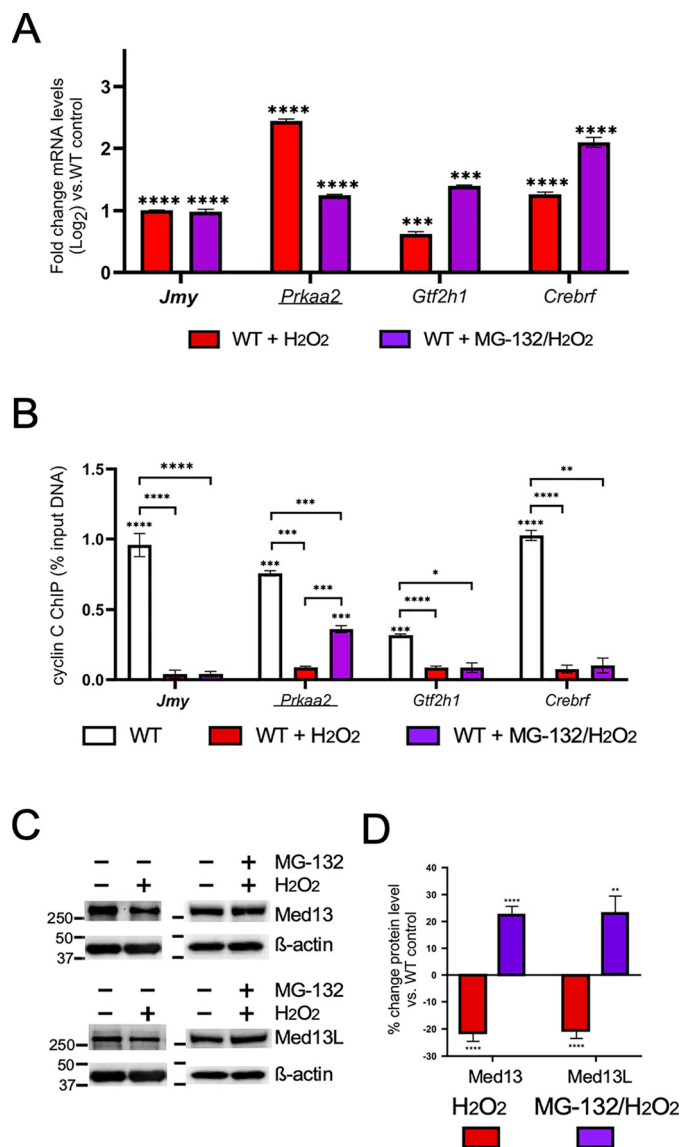 A
Fold change mRNA levels
(Log2) vs.WT control
3
2
1
0
**** ****
****
****
***
***
****
****
Jmy Prkaa2 Gtf2h1 Crebrf
WT + H2O2 WT + MG-132/H2O2
B
cyclin C ChIP (% input DNA)
1.5
1.0
0.5
0.0
****
****
****
***
***
***
***
***
*
****
***
**
****
****
Jmy Prkaa2 Gtf2h1 Crebrf
WT WT + H2O2 WT + MG-132/H2O2
C
– – – + MG-132
– + – + H2O2
250 Med13
50
37 ß-actin
– – – + MG-132
– + – + H2O2
250 Med13L
50
37 ß-actin
D
% change protein level
vs. WT control
40
30
20
10
0
-10
-20
-30
****
****
**
****
Med13 Med13L
H2O2 MG-132/H2O2